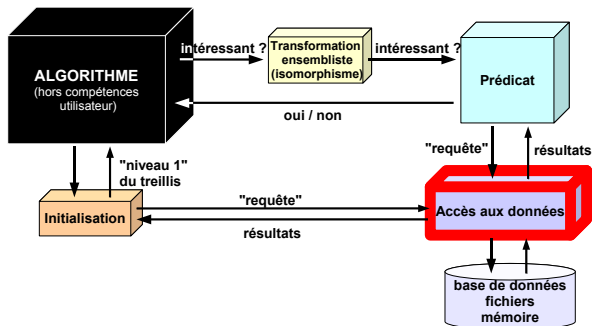 intéressant ?
Transformation
ensembliste
(isomorphisme)
intéressant ?
ALGORITHME
(hors compétences
utilisateur)
Prédicat
oui / non
"niveau 1"
du treillis
"requête"
résultats
Initialisation
"requête"
résultats
Accès aux données
base de données
fichiers
mémoire